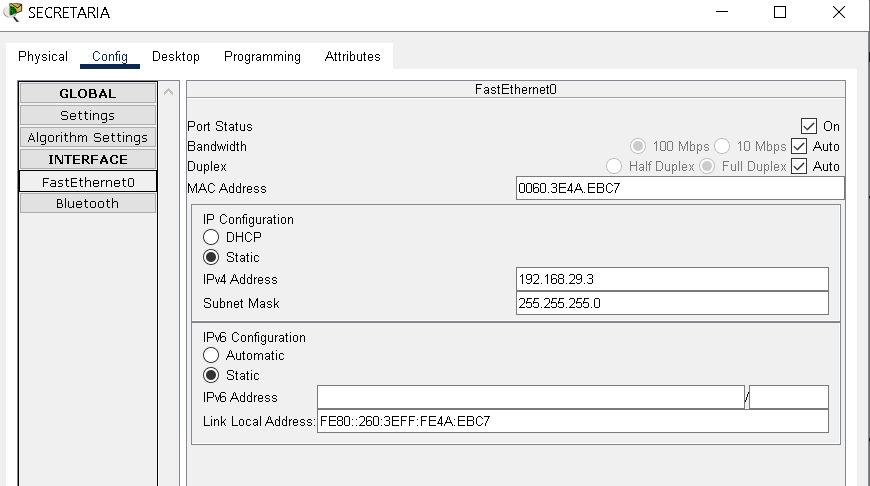 SECRETARIA
Physical Config Desktop Programming Attributes
GLOBAL
Settings
Algorithm Settings
INTERFACE
FastEthernet0
Bluetooth
FastEthernet0
Port Status On
Bandwidth 100 Mbps 10 Mbps Auto
Duplex Half Duplex Full Duplex Auto
MAC Address 0060.3E4A.EBC7
IP Configuration
DHCP
Static
IPv4 Address 192.168.29.3
Subnet Mask 255.255.255.0
IPv6 Configuration
Automatic
Static
IPv6 Address /
Link Local Address: FE80::260:3EFF:FE4A:EBC7